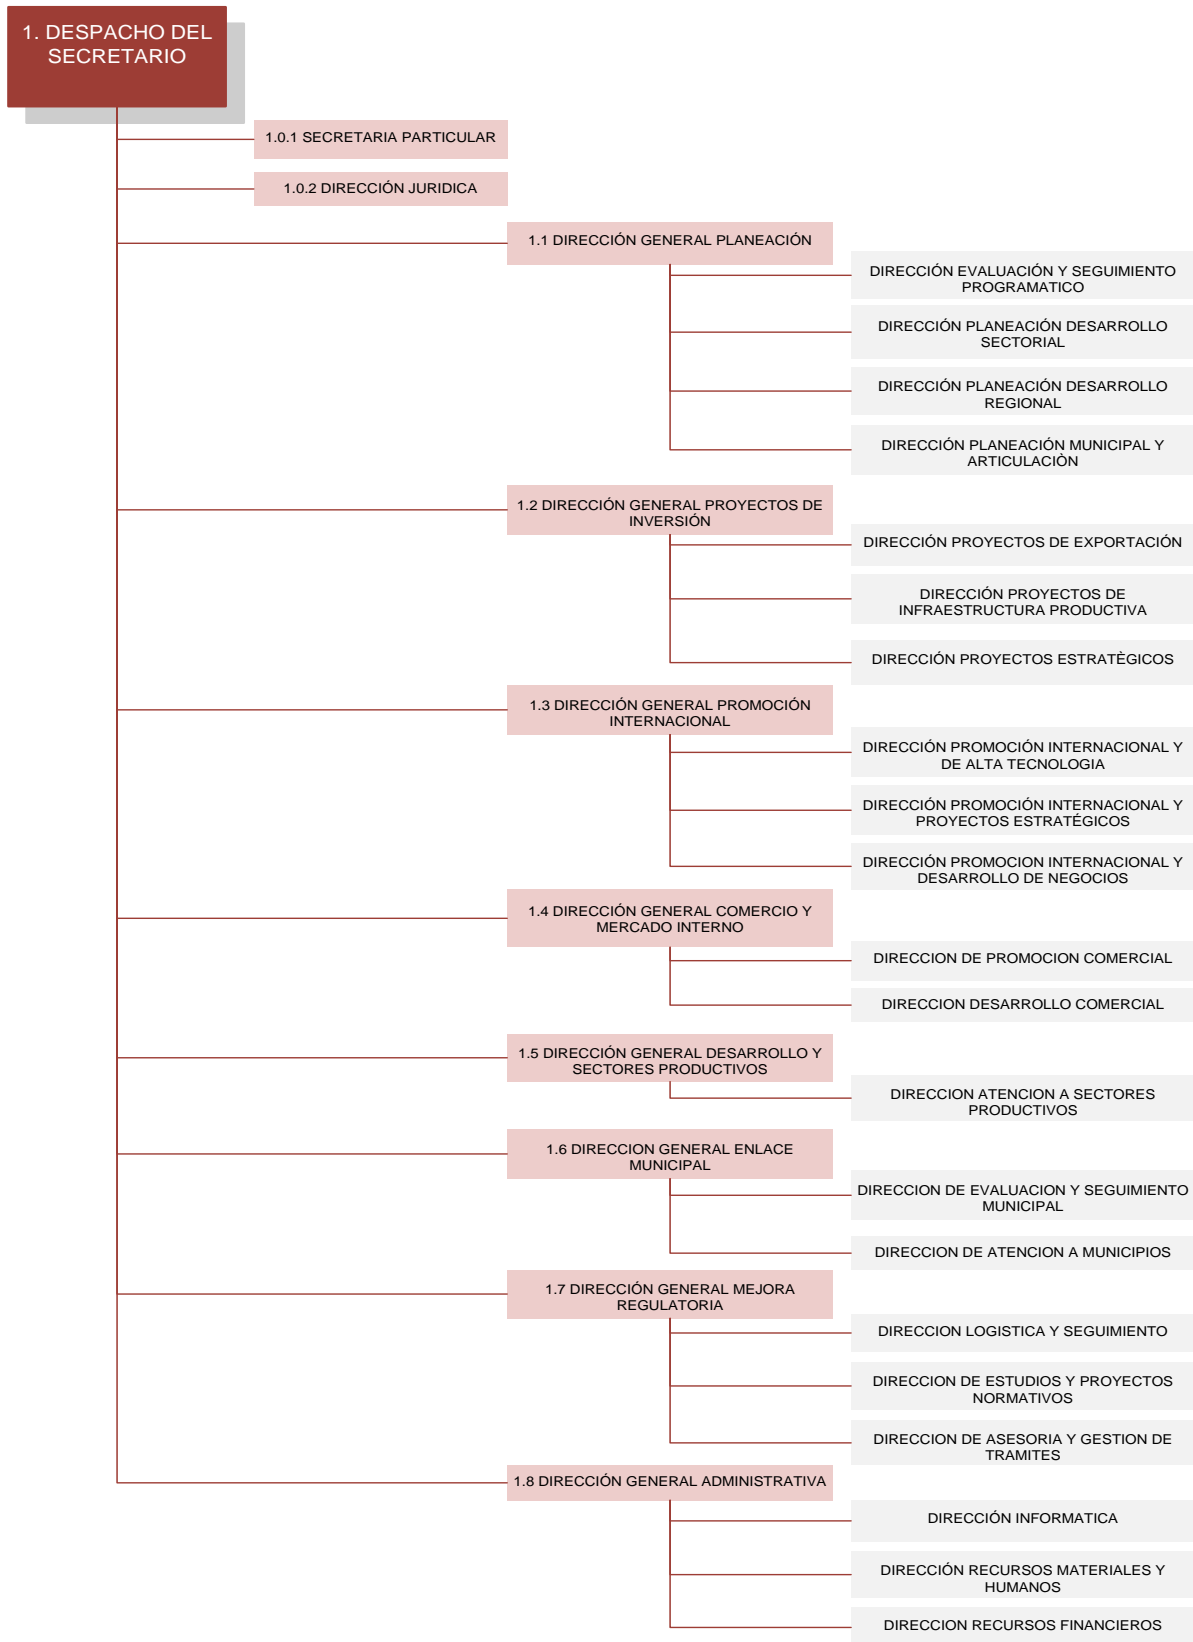 1. DESPACHO DEL
SECRETARIO
1.0.1 SECRETARIA PARTICULAR
1.0.2 DIRECCIÓN JURIDICA
1.1 DIRECCIÓN GENERAL PLANEACIÓN
DIRECCIÓN EVALUACIÓN Y SEGUIMIENTO
PROGRAMATICO
DIRECCIÓN PLANEACIÓN DESARROLLO
SECTORIAL
DIRECCIÓN PLANEACIÓN DESARROLLO
REGIONAL
DIRECCIÓN PLANEACIÓN MUNICIPAL Y
ARTICULACIÒN
1.2 DIRECCIÓN GENERAL PROYECTOS DE
INVERSIÓN
DIRECCIÓN PROYECTOS DE EXPORTACIÓN
DIRECCIÓN PROYECTOS DE
INFRAESTRUCTURA PRODUCTIVA
DIRECCIÓN PROYECTOS ESTRATÈGICOS
1.3 DIRECCIÓN GENERAL PROMOCIÓN
INTERNACIONAL
DIRECCIÓN PROMOCIÓN INTERNACIONAL Y
DE ALTA TECNOLOGIA
DIRECCIÓN PROMOCIÓN INTERNACIONAL Y
PROYECTOS ESTRATÉGICOS
DIRECCIÓN PROMOCION INTERNACIONAL Y
DESARROLLO DE NEGOCIOS
1.4 DIRECCIÓN GENERAL COMERCIO Y
MERCADO INTERNO
DIRECCION DE PROMOCION COMERCIAL
DIRECCION DESARROLLO COMERCIAL
1.5 DIRECCIÓN GENERAL DESARROLLO Y
SECTORES PRODUCTIVOS
DIRECCION ATENCION A SECTORES
PRODUCTIVOS
1.6 DIRECCION GENERAL ENLACE
MUNICIPAL
DIRECCION DE EVALUACION Y SEGUIMIENTO
MUNICIPAL
DIRECCION DE ATENCION A MUNICIPIOS
1.7 DIRECCIÓN GENERAL MEJORA
REGULATORIA
DIRECCION LOGISTICA Y SEGUIMIENTO
DIRECCION DE ESTUDIOS Y PROYECTOS
NORMATIVOS
DIRECCION DE ASESORIA Y GESTION DE
TRAMITES
1.8 DIRECCIÓN GENERAL ADMINISTRATIVA
DIRECCIÓN INFORMATICA
DIRECCIÓN RECURSOS MATERIALES Y
HUMANOS
DIRECCION RECURSOS FINANCIEROS